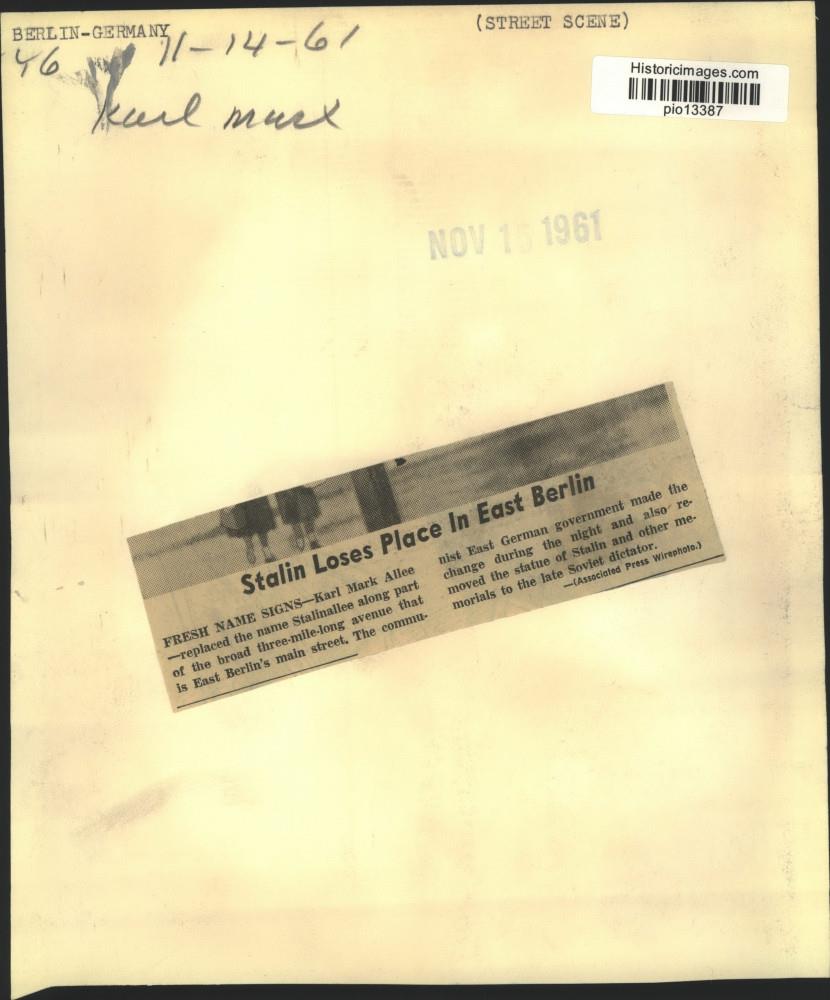 BERLIN-GERMANY
(STREET SCENE)
46
11-14-61
Karl Marx
Historicimages.com
pio13387
NOV 15 1961
Stalin Loses Place In East Berlin
FRESH NAME SIGNS—Karl Mark Allee
—replaced the name Stalinallee along part
of the broad three-mile-long avenue that
is East Berlin's main street. The commu-
nist East German government made the
change during the night and also re-
moved the statue of Stalin and other me-
morials to the late Soviet dictator.
—(Associated Press Wirephoto.)